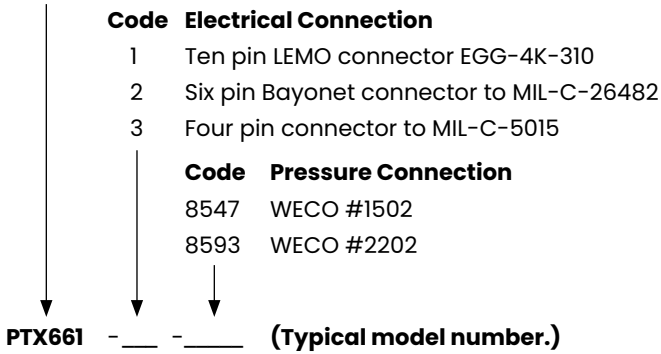 Code Electrical Connection
1 Ten pin LEMO connector EGG-4K-310
2 Six pin Bayonet connector to MIL-C-26482
3 Four pin connector to MIL-C-5015
Code Pressure Connection
8547 WECO #1502
8593 WECO #2202
PTX661 -___ -_____ (Typical model number.)